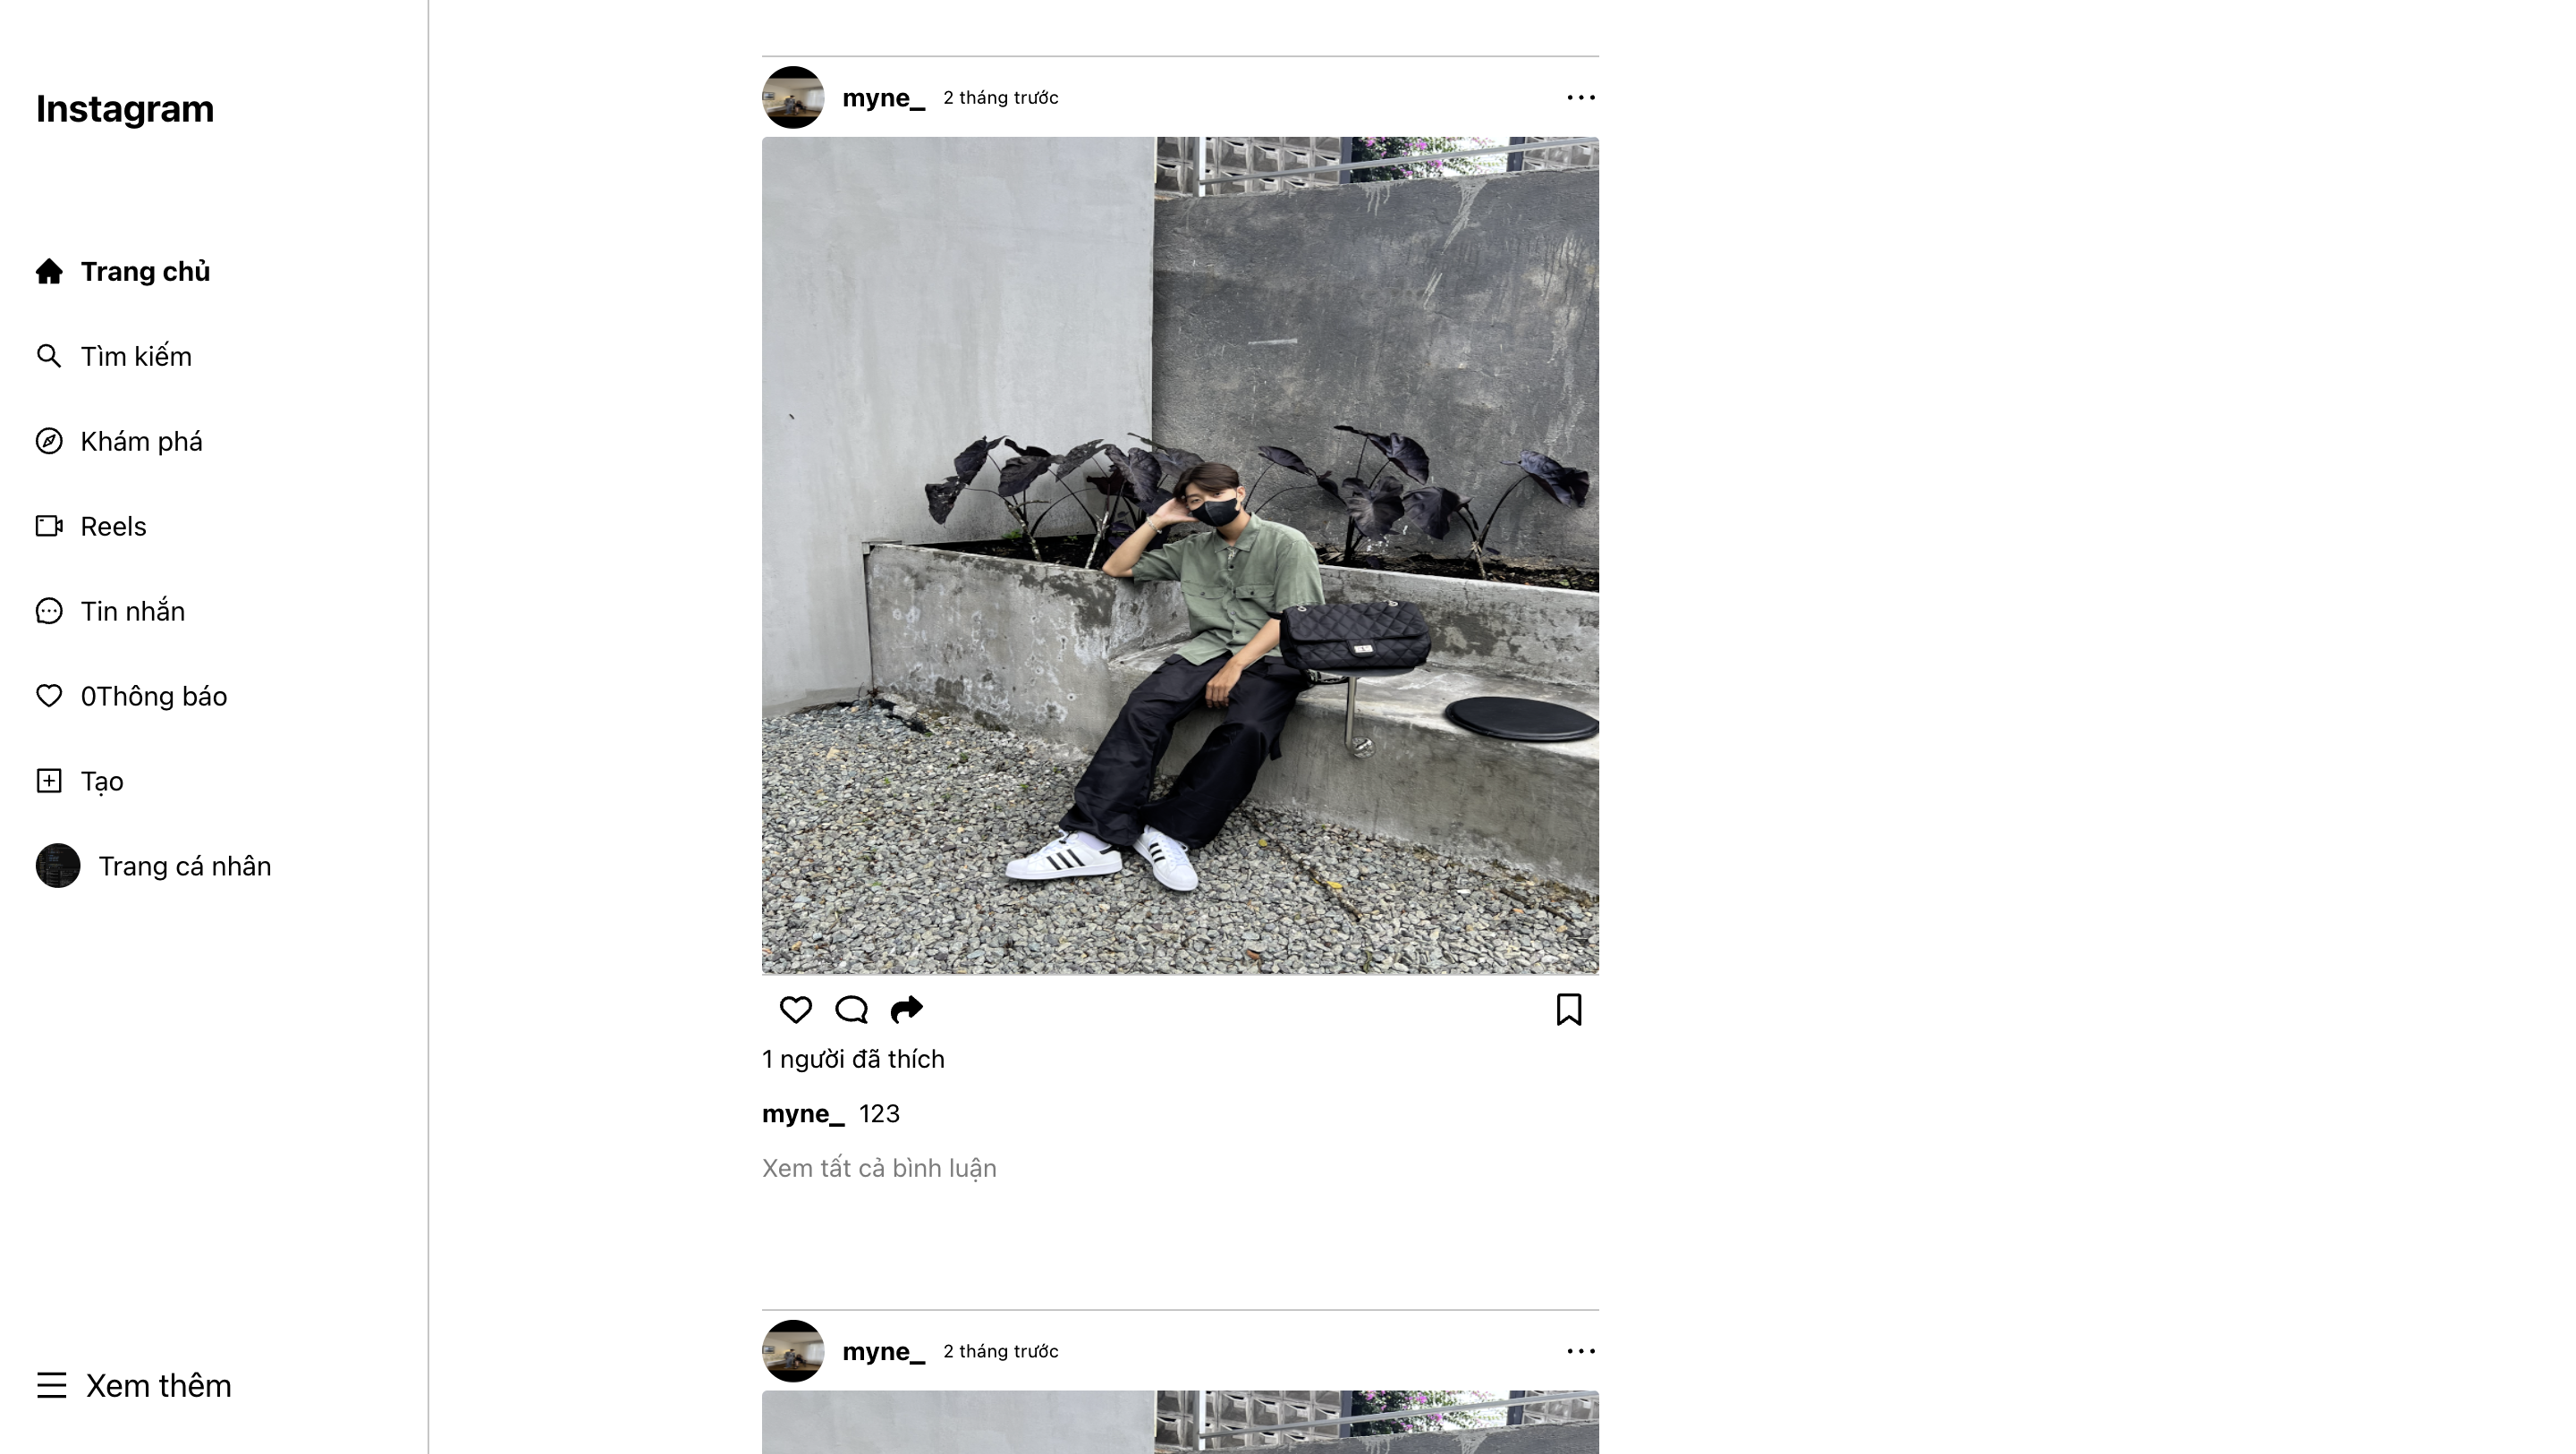 Instagram
Trang chủ
Tìm kiếm
Khám phá
Reels
Tin nhắn
0Thông báo
Tạo
Trang cá nhân
Xem thêm
myne_ 2 tháng trước
1 người đã thích
myne_ 123
Xem tất cả bình luận
myne_ 2 tháng trước